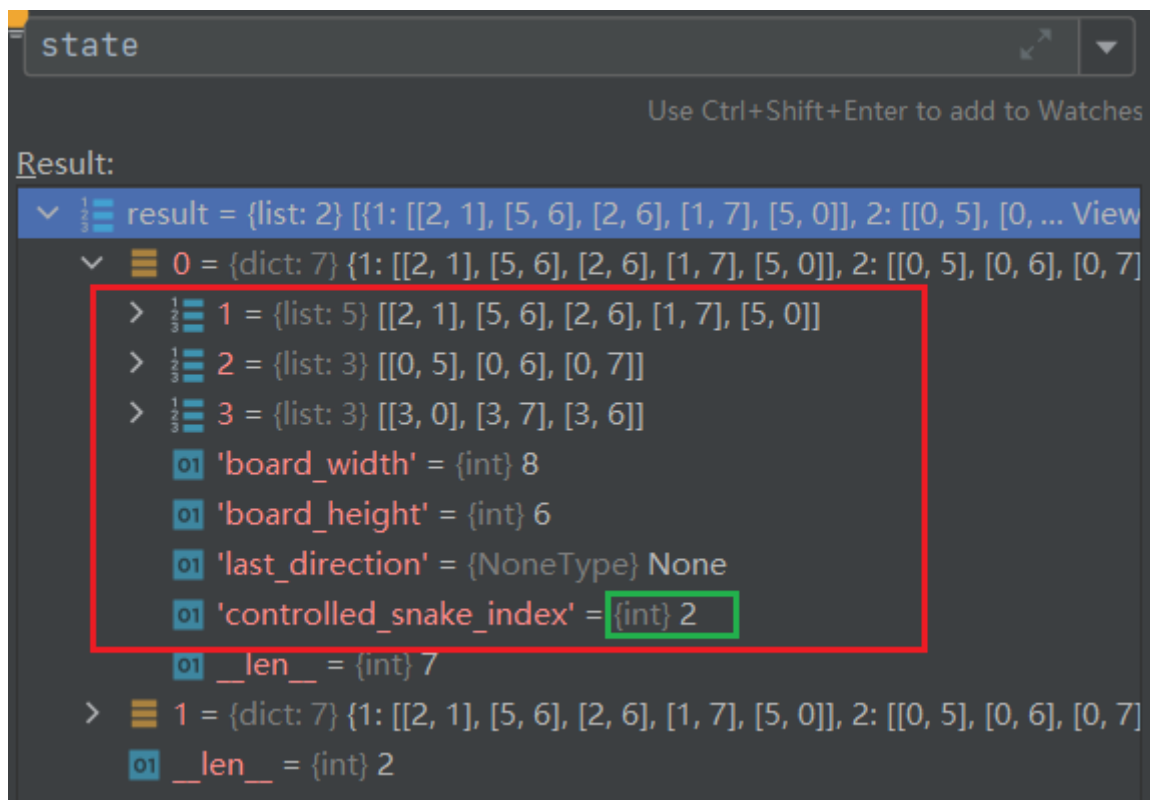 state
Use Ctrl+Shift+Enter to add to Watches
Result:
result = {list: 2} [{1: [[2, 1], [5, 6], [2, 6], [1, 7], [5, 0]], 2: [[0, 5], [0, ... View
0 = {dict: 7} {1: [[2, 1], [5, 6], [2, 6], [1, 7], [5, 0]], 2: [[0, 5], [0, 6], [0, 7]
1 = {list: 5} [[2, 1], [5, 6], [2, 6], [1, 7], [5, 0]]
2 = {list: 3} [[0, 5], [0, 6], [0, 7]]
3 = {list: 3} [[3, 0], [3, 7], [3, 6]]
01 'board_width' = {int} 8
01 'board_height' = {int} 6
01 'last_direction' = {NoneType} None
01 'controlled_snake_index' = {int} 2
01 __len__ = {int} 7
1 = {dict: 7} {1: [[2, 1], [5, 6], [2, 6], [1, 7], [5, 0]], 2: [[0, 5], [0, 6], [0, 7]
01 __len__ = {int} 2